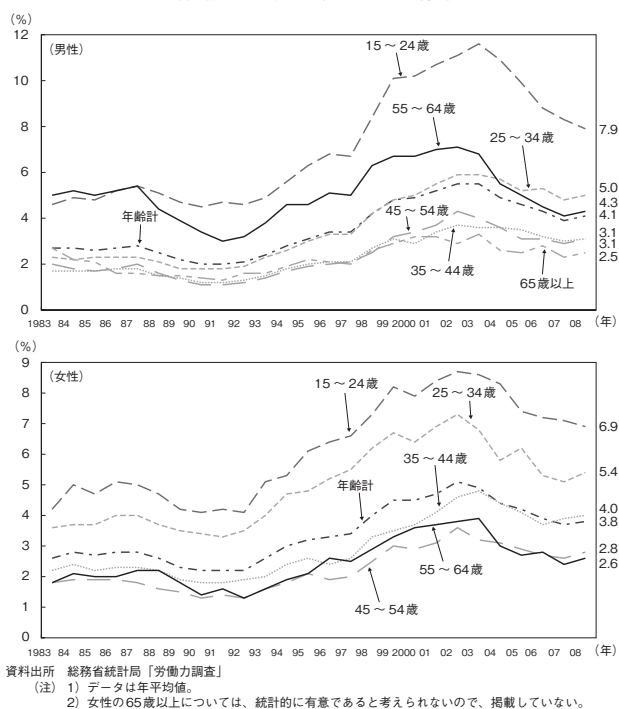 (%)
12
10
8
6
4
2
0
(男性)
15～24歳
55～64歳
25～34歳
年齢計
45～54歳
35～44歳
65歳以上
7.9
5.0
4.3
4.1
3.1
3.1
2.5
1983 84 85 86 87 88 89 90 91 92 93 94 95 96 97 98 99 2000 01 02 03 04 05 06 07 08 (年)
(%)
9
8
7
6
5
4
3
2
1
0
(女性)
15～24歳
25～34歳
35～44歳
年齢計
55～64歳
45～54歳
6.9
5.4
4.0
3.8
2.8
2.6
1983 84 85 86 87 88 89 90 91 92 93 94 95 96 97 98 99 2000 01 02 03 04 05 06 07 08 (年)
資料出所 総務省統計局「労働力調査」
(注) 1)データは年平均値。
2)女性の65歳以上については、統計的に有意であると考えられないので、掲載していない。